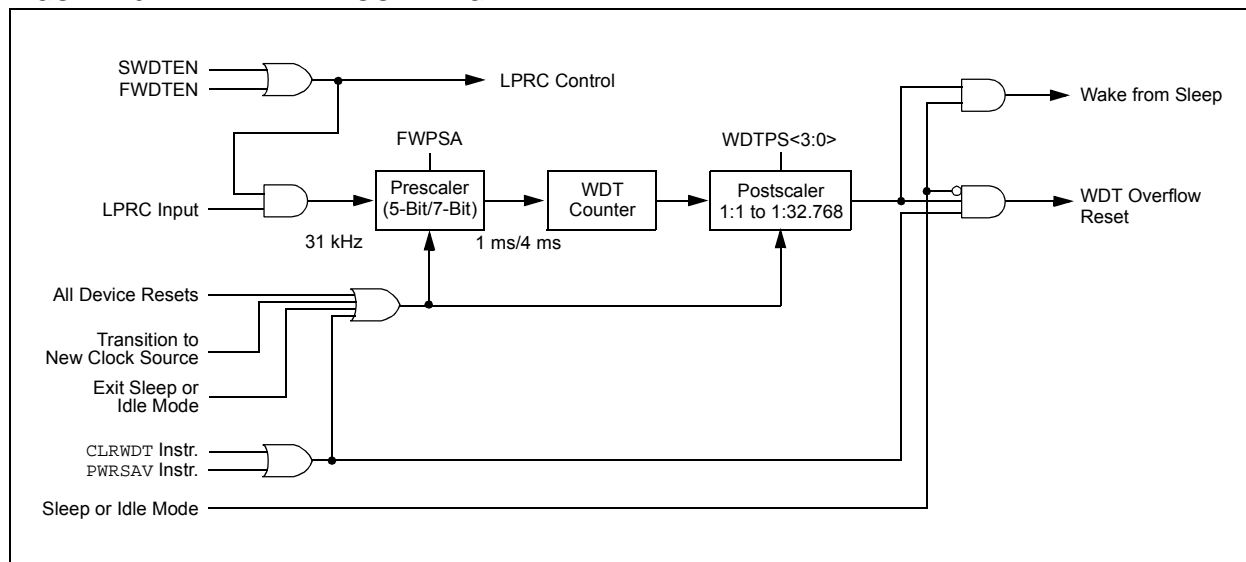 SWDTEN
FWDTEN
LPRC Control
Wake from Sleep
FWPSA
WDTPS<3:0>
LPRC Input
Prescaler
(5-Bit/7-Bit)
WDT
Counter
Postscaler
1:1 to 1:32.768
WDT Overflow
Reset
31 kHz
1 ms/4 ms
All Device Resets
Transition to
New Clock Source
Exit Sleep or
Idle Mode
CLRWDT Instr.
PWRSAV Instr.
Sleep or Idle Mode